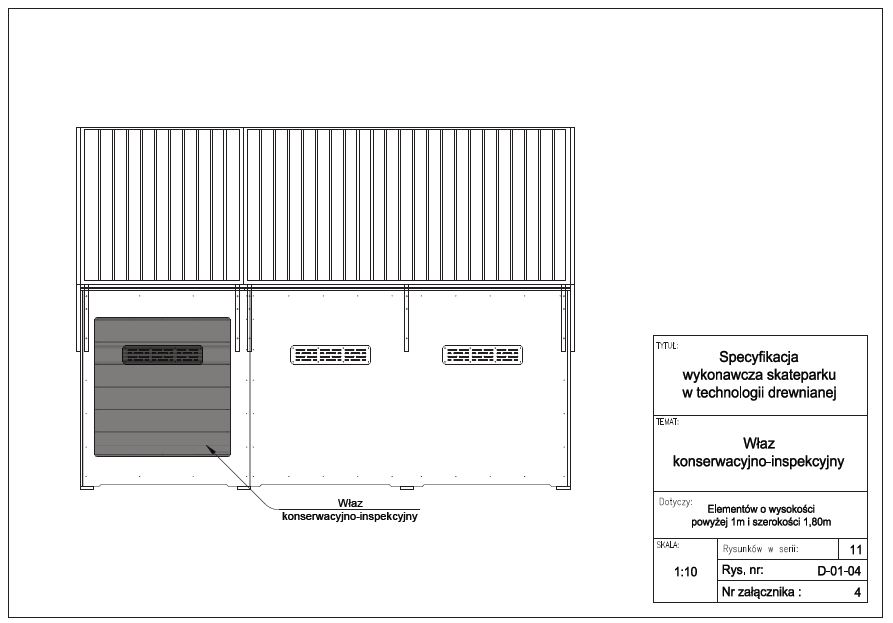 Właz
konserwacyjno-inspekcyjny
TYTUŁ:
Specyfikacja
wykonawcza skateparku
w technologii drewnianej
TEMAT:
Właz
konserwacyjno-inspekcyjny
Dotyczy:
Elementów o wysokości
powyżej 1m i szerokości 1,80m
SKALA:
1:10
Rysunków w serii: 11
Rys. nr: D-01-04
Nr załącznika : 4